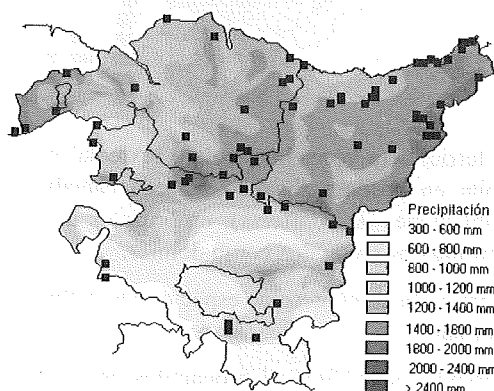 Precipitación
300 - 600 mm
600 - 800 mm
800 - 1000 mm
1000 - 1200 mm
1200 - 1400 mm
1400 - 1800 mm
1800 - 2000 mm
2000 - 2400 mm
> 2400 mm